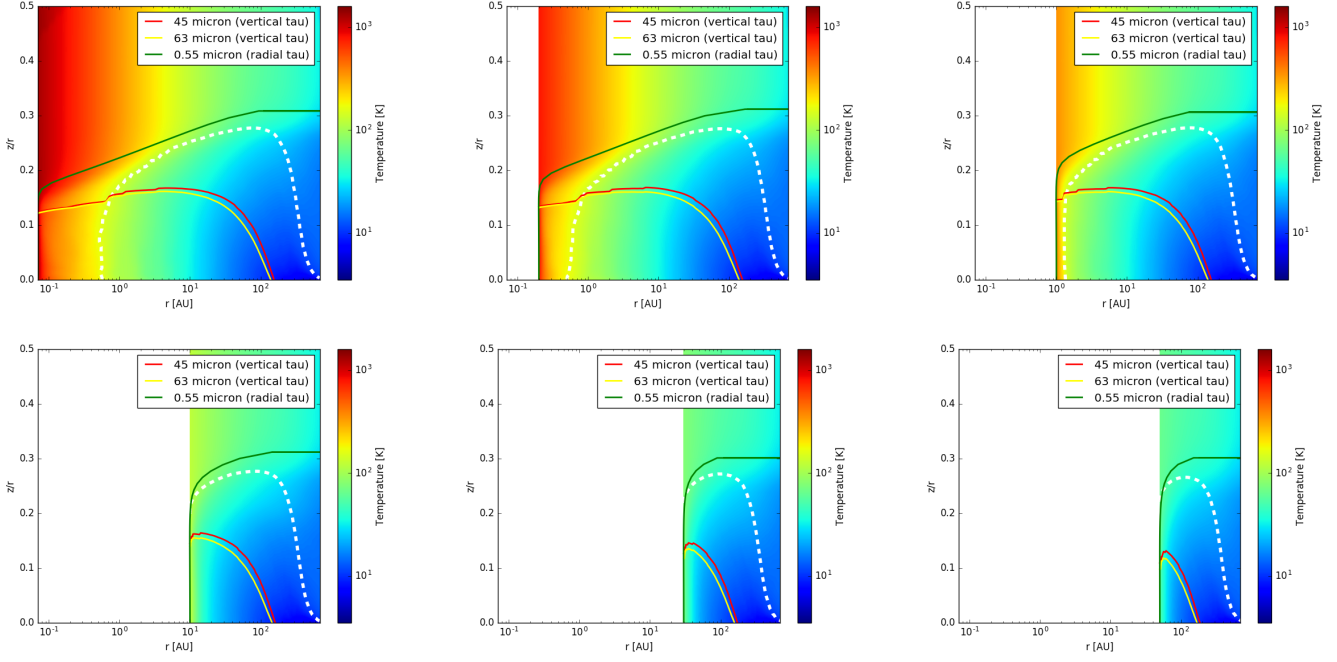 0.5
0.4
0.3
0.2
0.1
0.0
z/r
10⁻¹
10⁰
10¹
10²
r [AU]
45 micron (vertical tau)
63 micron (vertical tau)
0.55 micron (radial tau)
10³
10²
10¹
Temperature [K]
0.5
0.4
0.3
0.2
0.1
0.0
z/r
10⁻¹
10⁰
10¹
10²
r [AU]
45 micron (vertical tau)
63 micron (vertical tau)
0.55 micron (radial tau)
10³
10²
10¹
Temperature [K]
0.5
0.4
0.3
0.2
0.1
0.0
z/r
10⁻¹
10⁰
10¹
10²
r [AU]
45 micron (vertical tau)
63 micron (vertical tau)
0.55 micron (radial tau)
10³
10²
10¹
Temperature [K]
0.5
0.4
0.3
0.2
0.1
0.0
z/r
10⁻¹
10⁰
10¹
10²
r [AU]
45 micron (vertical tau)
63 micron (vertical tau)
0.55 micron (radial tau)
10³
10²
10¹
Temperature [K]
0.5
0.4
0.3
0.2
0.1
0.0
z/r
10⁻¹
10⁰
10¹
10²
r [AU]
45 micron (vertical tau)
63 micron (vertical tau)
0.55 micron (radial tau)
10³
10²
10¹
Temperature [K]
0.5
0.4
0.3
0.2
0.1
0.0
z/r
10⁻¹
10⁰
10¹
10²
r [AU]
45 micron (vertical tau)
63 micron (vertical tau)
0.55 micron (radial tau)
10³
10²
10¹
Temperature [K]